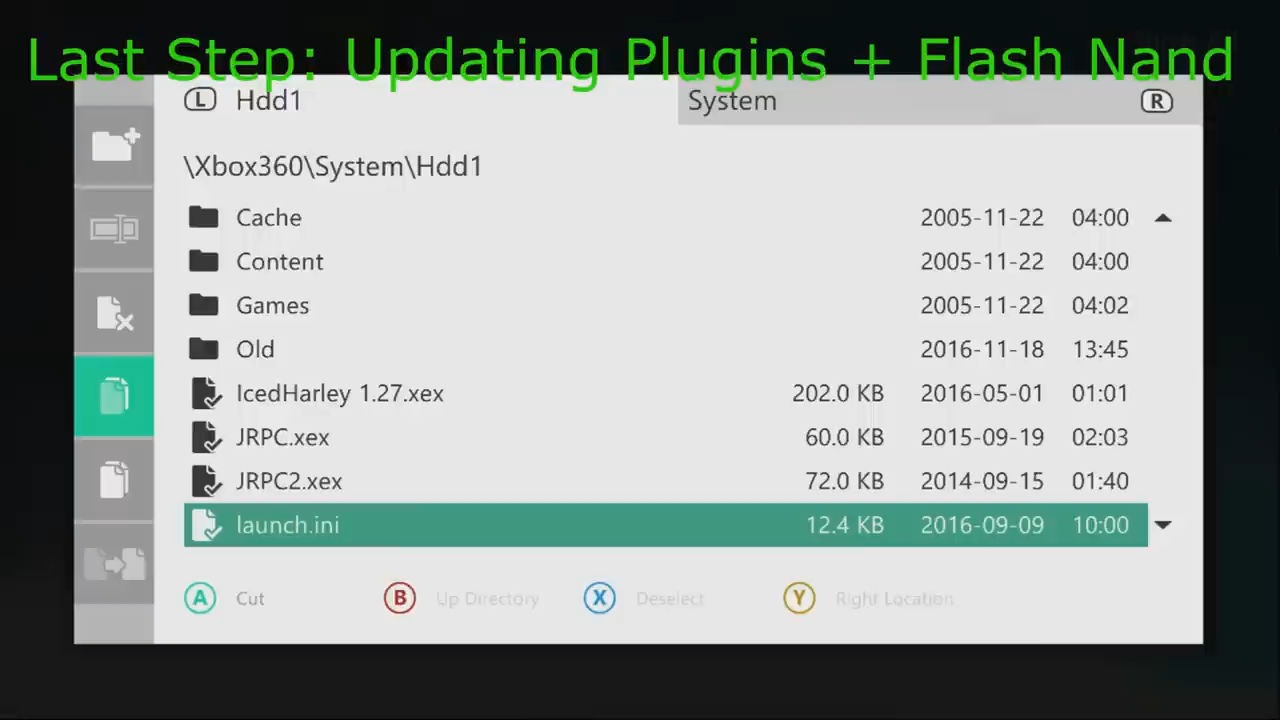 Last Step: Updating Plugins + Flash Nand
L Hdd1 System R
\Xbox360\System\Hdd1
Cache 2005-11-22 04:00
Content 2005-11-22 04:00
Games 2005-11-22 04:02
Old 2016-11-18 13:45
IcedHarley 1.27.xex 202.0 KB 2016-05-01 01:01
JRPC.xex 60.0 KB 2015-09-19 02:03
JRPC2.xex 72.0 KB 2014-09-15 01:40
launch.ini 12.4 KB 2016-09-09 10:00
A Cut B Up Directory X Deselect Y Right Location